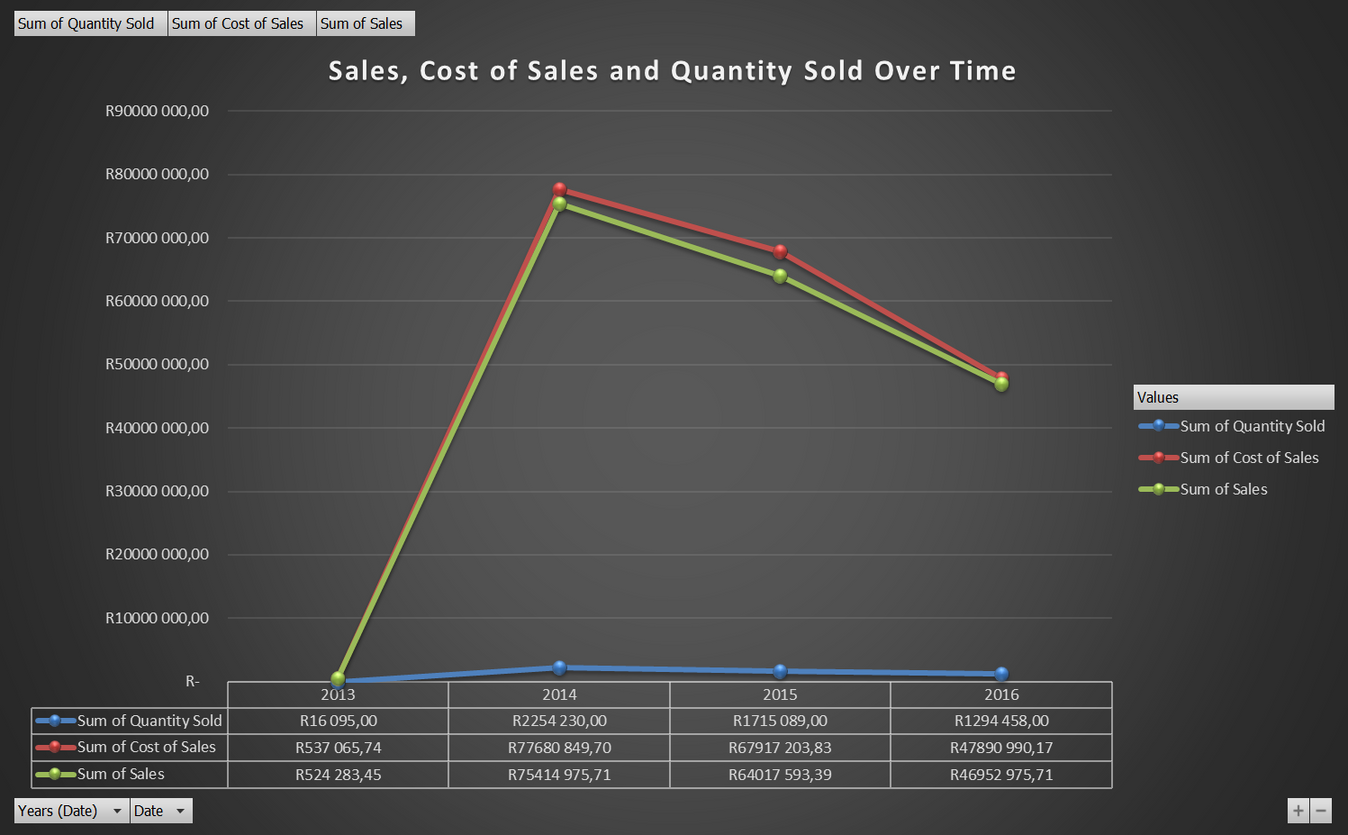 Sum of Quantity Sold Sum of Cost of Sales Sum of Sales
Sales, Cost of Sales and Quantity Sold Over Time
R90000 000,00
R80000 000,00
R70000 000,00
R60000 000,00
R50000 000,00
R40000 000,00
R30000 000,00
R20000 000,00
R10000 000,00
R-
Values
Sum of Quantity Sold
Sum of Cost of Sales
Sum of Sales
2013 2014 2015 2016
Sum of Quantity Sold R16 095,00 R2254 230,00 R1715 089,00 R1294 458,00
Sum of Cost of Sales R537 065,74 R77680 849,70 R67917 203,83 R47890 990,17
Sum of Sales R524 283,45 R75414 975,71 R64017 593,39 R46952 975,71
Years (Date) Date
+ −